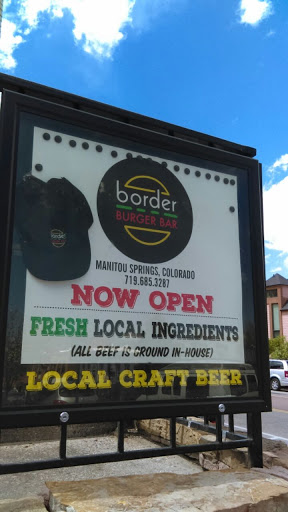 border
BURGER BAR
MANITOU SPRINGS, COLORADO
719.685.3287
NOW OPEN
FRESH LOCAL INGREDIENTS
(ALL BEEF IS GROUND IN-HOUSE)
LOCAL CRAFT BEER